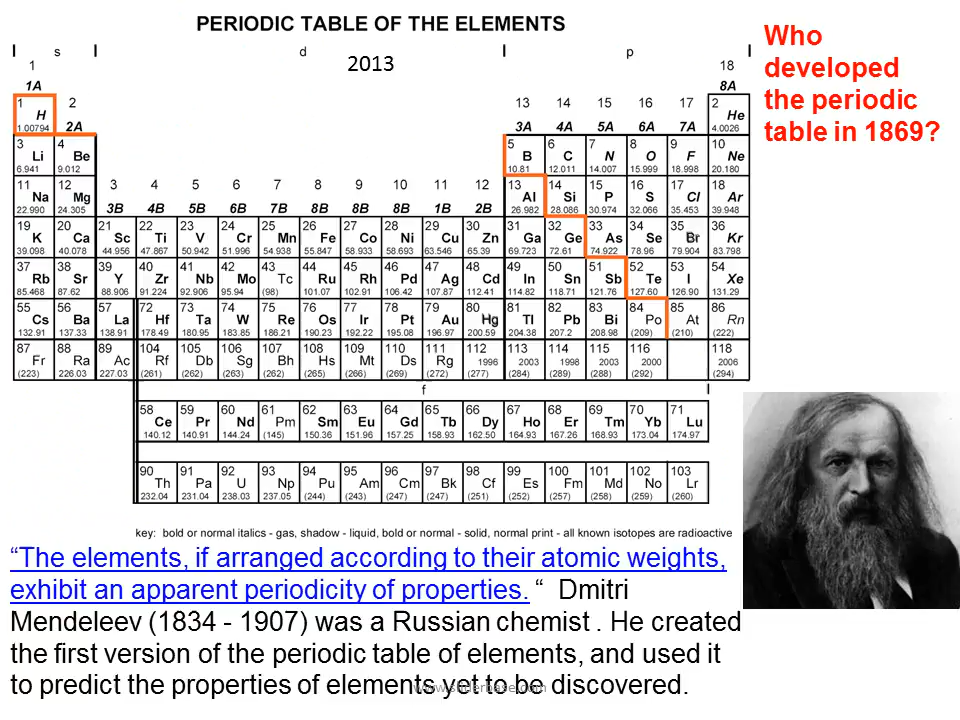 PERIODIC TABLE OF THE ELEMENTS
2013
Who
developed
the periodic
table in 1869?
s d p
1 18
1A 8A
1 2 13 14 15 16 17 2
H 2A 3A 4A 5A 6A 7A He
1.00794 4.0026
3 4 5 6 7 8 9 10
Li Be B C N O F Ne
6.941 9.012 10.81 12.011 14.007 15.999 18.998 20.180
11 12 3 4 5 6 7 8 9 10 11 12 13 14 15 16 17 18
Na Mg 3B 4B 5B 6B 7B 8B 8B 8B 1B 2B Al Si P S Cl Ar
22.990 24.305 26.982 28.086 30.974 32.066 35.453 39.948
19 20 21 22 23 24 25 26 27 28 29 30 31 32 33 34 35 36
K Ca Sc Ti V Cr Mn Fe Co Ni Cu Zn Ga Ge As Se Br Kr
39.098 40.078 44.956 47.867 50.942 51.996 54.938 55.847 58.933 58.693 63.546 65.39 69.723 72.61 74.922 78.96 79.904 83.798
37 38 39 40 41 42 43 44 45 46 47 48 49 50 51 52 53 54
Rb Sr Y Zr Nb Mo Tc Ru Rh Pd Ag Cd In Sn Sb Te I Xe
85.468 87.62 88.906 91.224 92.906 95.94 (98) 101.07 102.91 106.42 107.87 112.41 114.82 118.71 121.76 127.60 126.90 131.29
55 56 57 72 73 74 75 76 77 78 79 80 81 82 83 84 85 86
Cs Ba La Hf Ta W Re Os Ir Pt Au Hg Tl Pb Bi Po At Rn
132.91 137.33 138.91 178.49 180.95 183.85 186.21 190.23 192.22 195.08 196.97 200.59 204.38 207.2 208.98 (209) (210) (222)
87 88 89 104 105 106 107 108 109 110 111 112 113 114 115 116 118
Fr Ra Ac Rf Db Sg Bh Hs Mt Ds Rg 1996 2003 1998 2003 2000 2006
(223) 226.03 227.03 (261) (262) (263) (262) (265) (266) (269) (272) (277) (284) (289) (288) (292) (294)
f
58 59 60 61 62 63 64 65 66 67 68 69 70 71
Ce Pr Nd Pm Sm Eu Gd Tb Dy Ho Er Tm Yb Lu
140.12 140.91 144.24 (145) 150.36 151.96 157.25 158.93 162.50 164.93 167.26 168.93 173.04 174.97
90 91 92 93 94 95 96 97 98 99 100 101 102 103
Th Pa U Np Pu Am Cm Bk Cf Es Fm Md No Lr
232.04 231.04 238.03 237.05 (244) (243) (247) (247) (251) (252) (257) (258) (259) (260)
key: bold or normal italics - gas, shadow - liquid, bold or normal - solid, normal print - all known isotopes are radioactive
“The elements, if arranged according to their atomic weights,
exhibit an apparent periodicity of properties. “ Dmitri
Mendeleev (1834 - 1907) was a Russian chemist . He created
the first version of the periodic table of elements, and used it
to predict the properties of elements yet to be discovered.
www.sliderbase.com